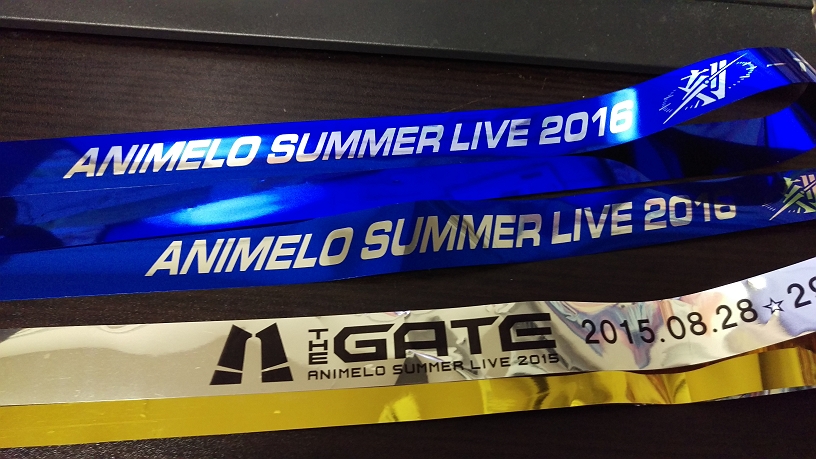 ANIMELO SUMMER LIVE 2016 刻
ANIMELO SUMMER LIVE 2016 刻
THE GATE 2015.08.28☆29
ANIMELO SUMMER LIVE 2015